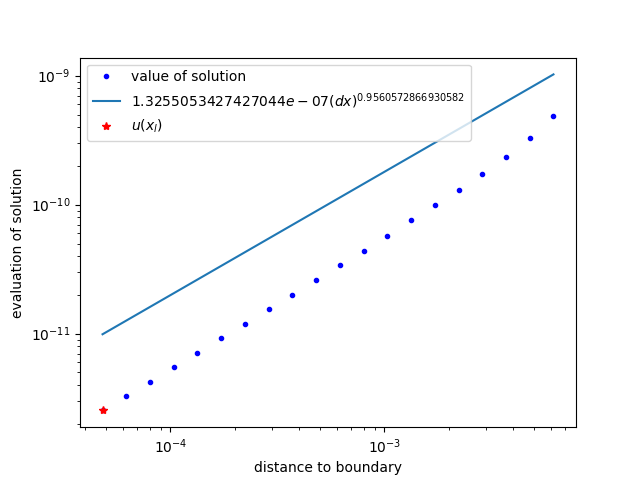 value of solution
1.3255053427427044e − 07(dx)^0.9560572866930582
u(x_l)
10^−9
10^−10
10^−11
evaluation of solution
10^−4
10^−3
distance to boundary